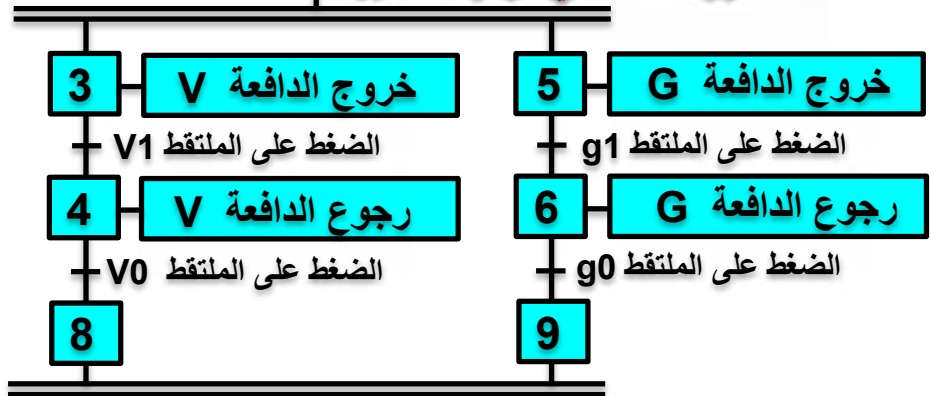 3 خروج الدافعة V
الضغط على الملتقط V1
4 رجوع الدافعة V
الضغط على الملتقط V0
8
5 خروج الدافعة G
الضغط على الملتقط g1
6 رجوع الدافعة G
الضغط على الملتقط g0
9